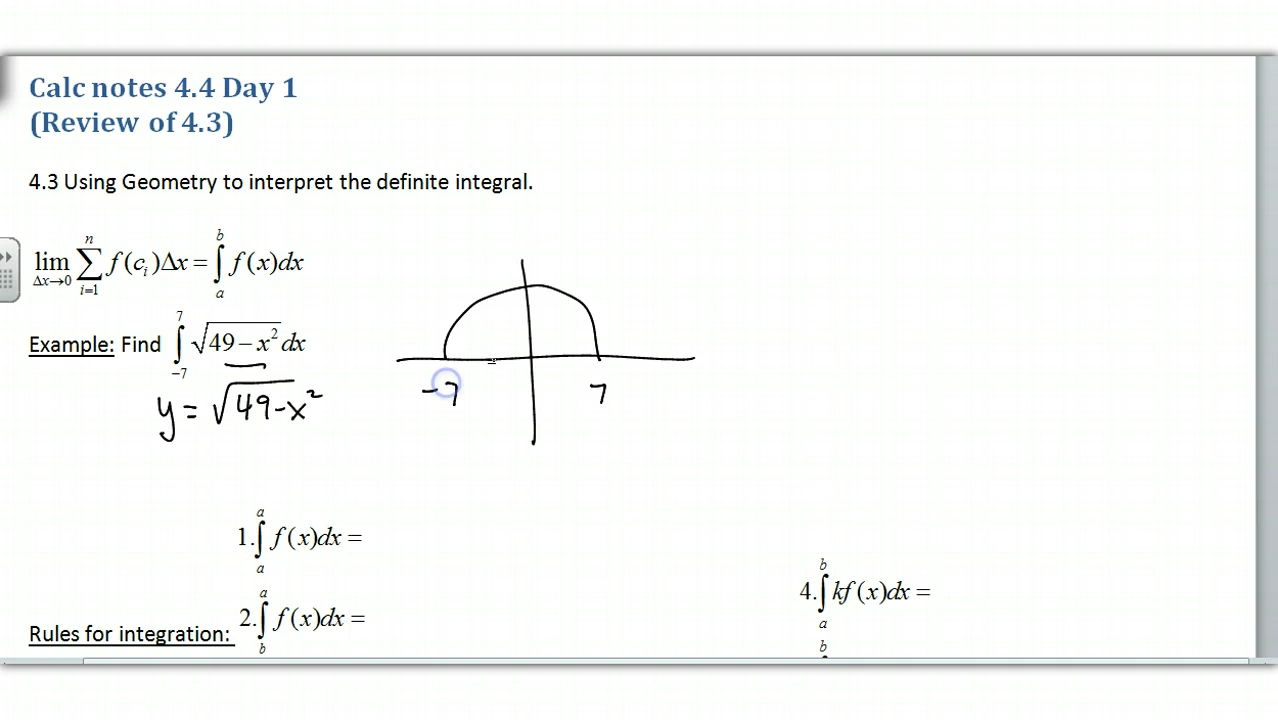 Calc notes 4.4 Day 1
(Review of 4.3)
4.3 Using Geometry to interpret the definite integral.
lim_{Δx→0} ∑_{i=1}^{n} f(c_i)Δx = ∫_a^b f(x)dx
Example: Find ∫_{-7}^{7} √(49 − x²) dx
y = √(49-x²)
-7 7
1. ∫_a^a f(x)dx =
2. ∫_b^a f(x)dx =
Rules for integration:
4. ∫_a^b kf(x)dx =
b